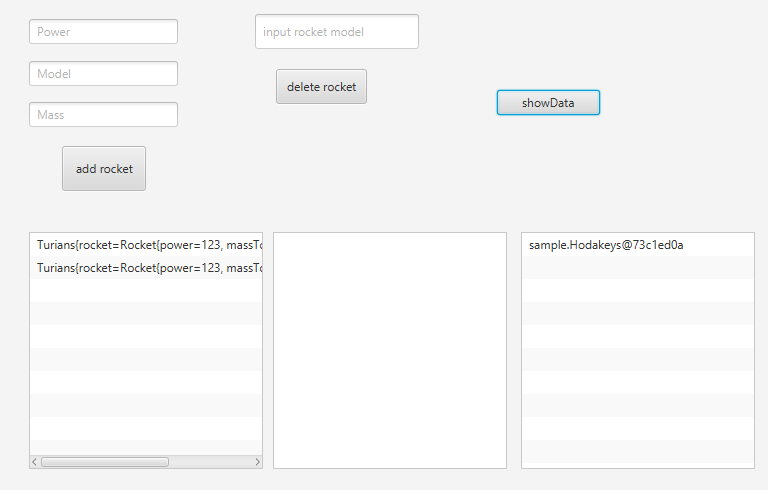 Power
input rocket model
Model
delete rocket
showData
Mass
add rocket
Turians{rocket=Rocket{power=123, massTo
Turians{rocket=Rocket{power=123, massTo
sample.Hodakeys@73c1ed0a